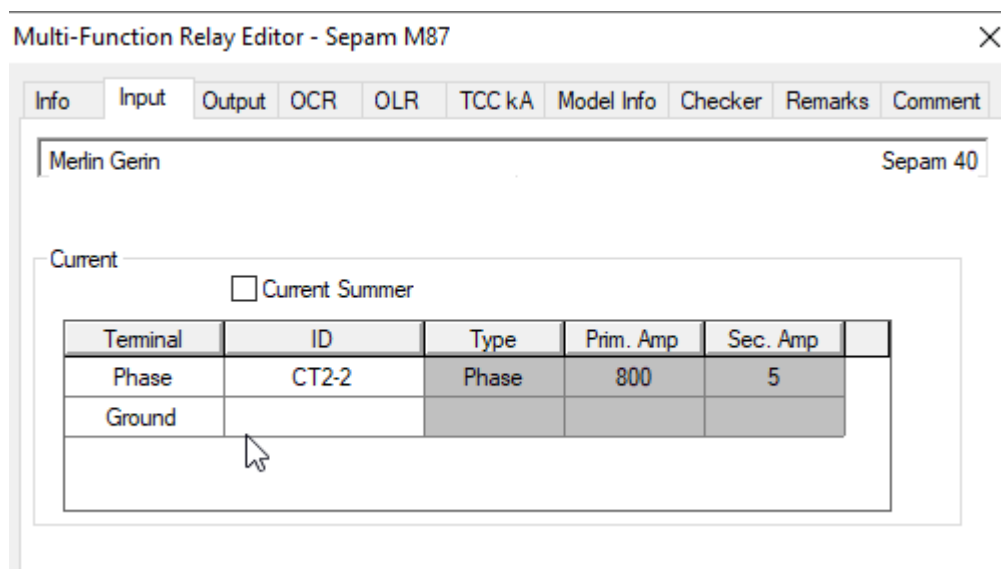 Multi-Function Relay Editor - Sepam M87
Info Input Output OCR OLR TCC kA Model Info Checker Remarks Comment
Merlin Gerin Sepam 40
Current
Current Summer
Terminal ID Type Prim. Amp Sec. Amp
Phase CT2-2 Phase 800 5
Ground